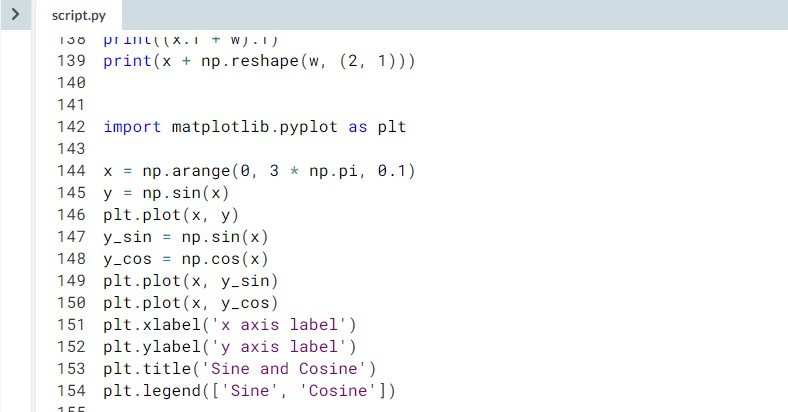 script.py
138 print((x.T + w).T)
139 print(x + np.reshape(w, (2, 1)))
140
141
142 import matplotlib.pyplot as plt
143
144 x = np.arange(0, 3 * np.pi, 0.1)
145 y = np.sin(x)
146 plt.plot(x, y)
147 y_sin = np.sin(x)
148 y_cos = np.cos(x)
149 plt.plot(x, y_sin)
150 plt.plot(x, y_cos)
151 plt.xlabel('x axis label')
152 plt.ylabel('y axis label')
153 plt.title('Sine and Cosine')
154 plt.legend(['Sine', 'Cosine'])
155